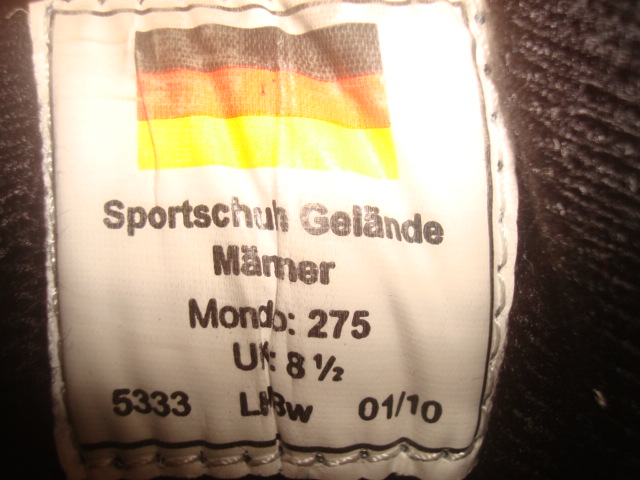 Sportschuh Gelände
Männer
Mondo: 275
UK: 8 ½
5333 LHBw 01/10